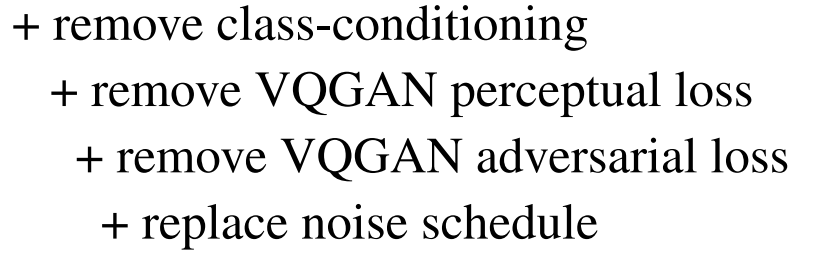 + remove class-conditioning
+ remove VQGAN perceptual loss
+ remove VQGAN adversarial loss
+ replace noise schedule